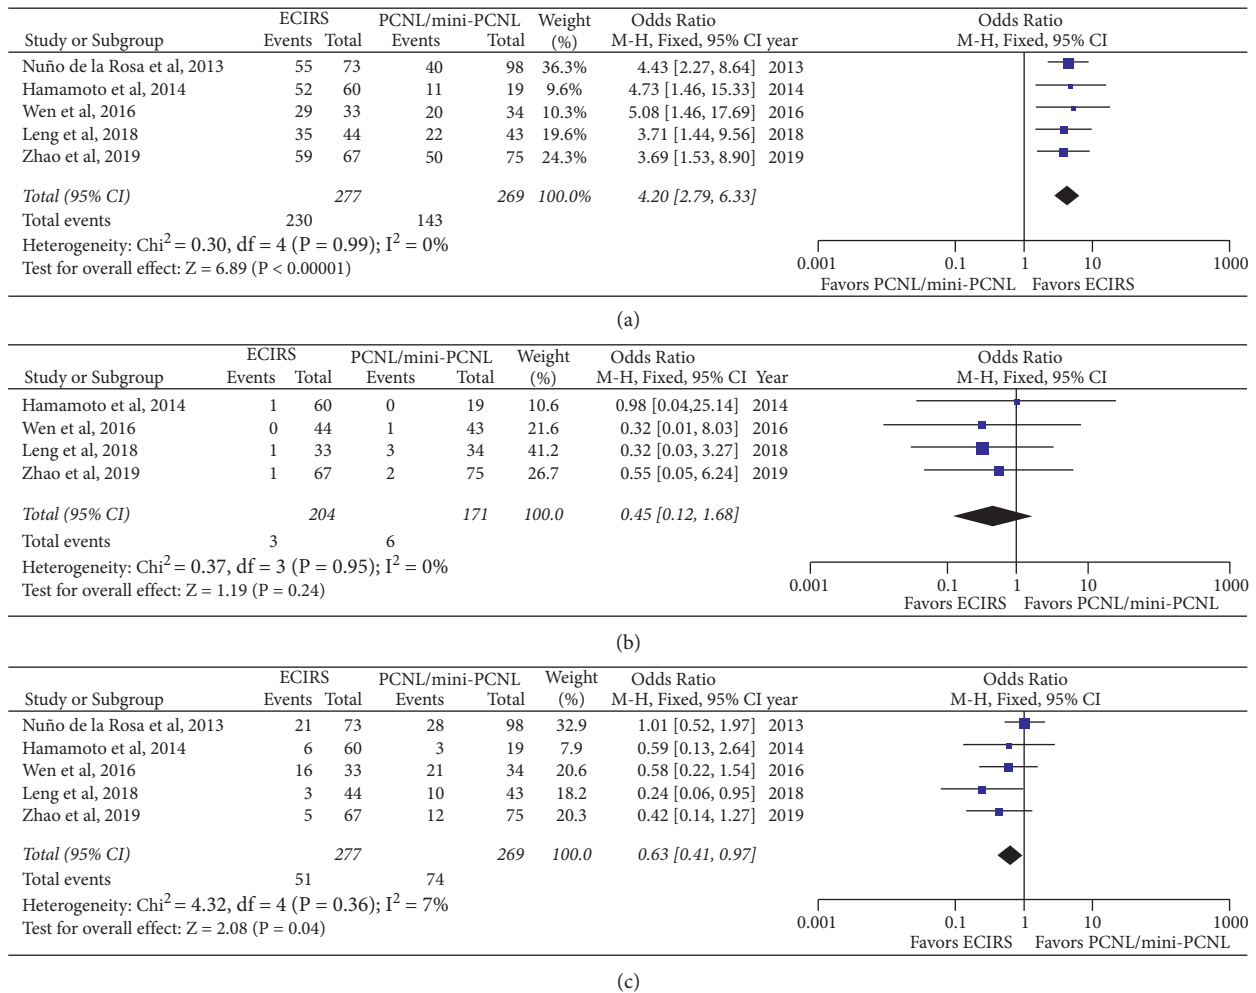 ECIRS PCNL/mini-PCNL Weight Odds Ratio Odds Ratio
Study or Subgroup Events Total Events Total (%) M-H, Fixed, 95% CI year M-H, Fixed, 95% CI
Nuño de la Rosa et al, 2013 55 73 40 98 36.3% 4.43 [2.27, 8.64] 2013
Hamamoto et al, 2014 52 60 11 19 9.6% 4.73 [1.46, 15.33] 2014
Wen et al, 2016 29 33 20 34 10.3% 5.08 [1.46, 17.69] 2016
Leng et al, 2018 35 44 22 43 19.6% 3.71 [1.44, 9.56] 2018
Zhao et al, 2019 59 67 50 75 24.3% 3.69 [1.53, 8.90] 2019
Total (95% CI) 277 269 100.0% 4.20 [2.79, 6.33]
Total events 230 143
Heterogeneity: Chi² = 0.30, df = 4 (P = 0.99); I² = 0%
Test for overall effect: Z = 6.89 (P < 0.00001)
0.001 0.1 1 10 1000
Favors PCNL/mini-PCNL Favors ECIRS
(a)
ECIRS PCNL/mini-PCNL Weight Odds Ratio Odds Ratio
Study or Subgroup Events Total Events Total (%) M-H, Fixed, 95% CI Year M-H, Fixed, 95% CI
Hamamoto et al, 2014 1 60 0 19 10.6 0.98 [0.04,25.14] 2014
Wen et al, 2016 0 44 1 43 21.6 0.32 [0.01, 8.03] 2016
Leng et al, 2018 1 33 3 34 41.2 0.32 [0.03, 3.27] 2018
Zhao et al, 2019 1 67 2 75 26.7 0.55 [0.05, 6.24] 2019
Total (95% CI) 204 171 100.0 0.45 [0.12, 1.68]
Total events 3 6
Heterogeneity: Chi² = 0.37, df = 3 (P = 0.95); I² = 0%
Test for overall effect: Z = 1.19 (P = 0.24)
0.001 0.1 1 10 1000
Favors ECIRS Favors PCNL/mini-PCNL
(b)
ECIRS PCNL/mini-PCNL Weight Odds Ratio Odds Ratio
Study or Subgroup Events Total Events Total (%) M-H, Fixed, 95% CI year M-H, Fixed, 95% CI
Nuño de la Rosa et al, 2013 21 73 28 98 32.9 1.01 [0.52, 1.97] 2013
Hamamoto et al, 2014 6 60 3 19 7.9 0.59 [0.13, 2.64] 2014
Wen et al, 2016 16 33 21 34 20.6 0.58 [0.22, 1.54] 2016
Leng et al, 2018 3 44 10 43 18.2 0.24 [0.06, 0.95] 2018
Zhao et al, 2019 5 67 12 75 20.3 0.42 [0.14, 1.27] 2019
Total (95% CI) 277 269 100.0 0.63 [0.41, 0.97]
Total events 51 74
Heterogeneity: Chi² = 4.32, df = 4 (P = 0.36); I² = 7%
Test for overall effect: Z = 2.08 (P = 0.04)
0.001 0.1 1 10 1000
Favors ECIRS Favors PCNL/mini-PCNL
(c)